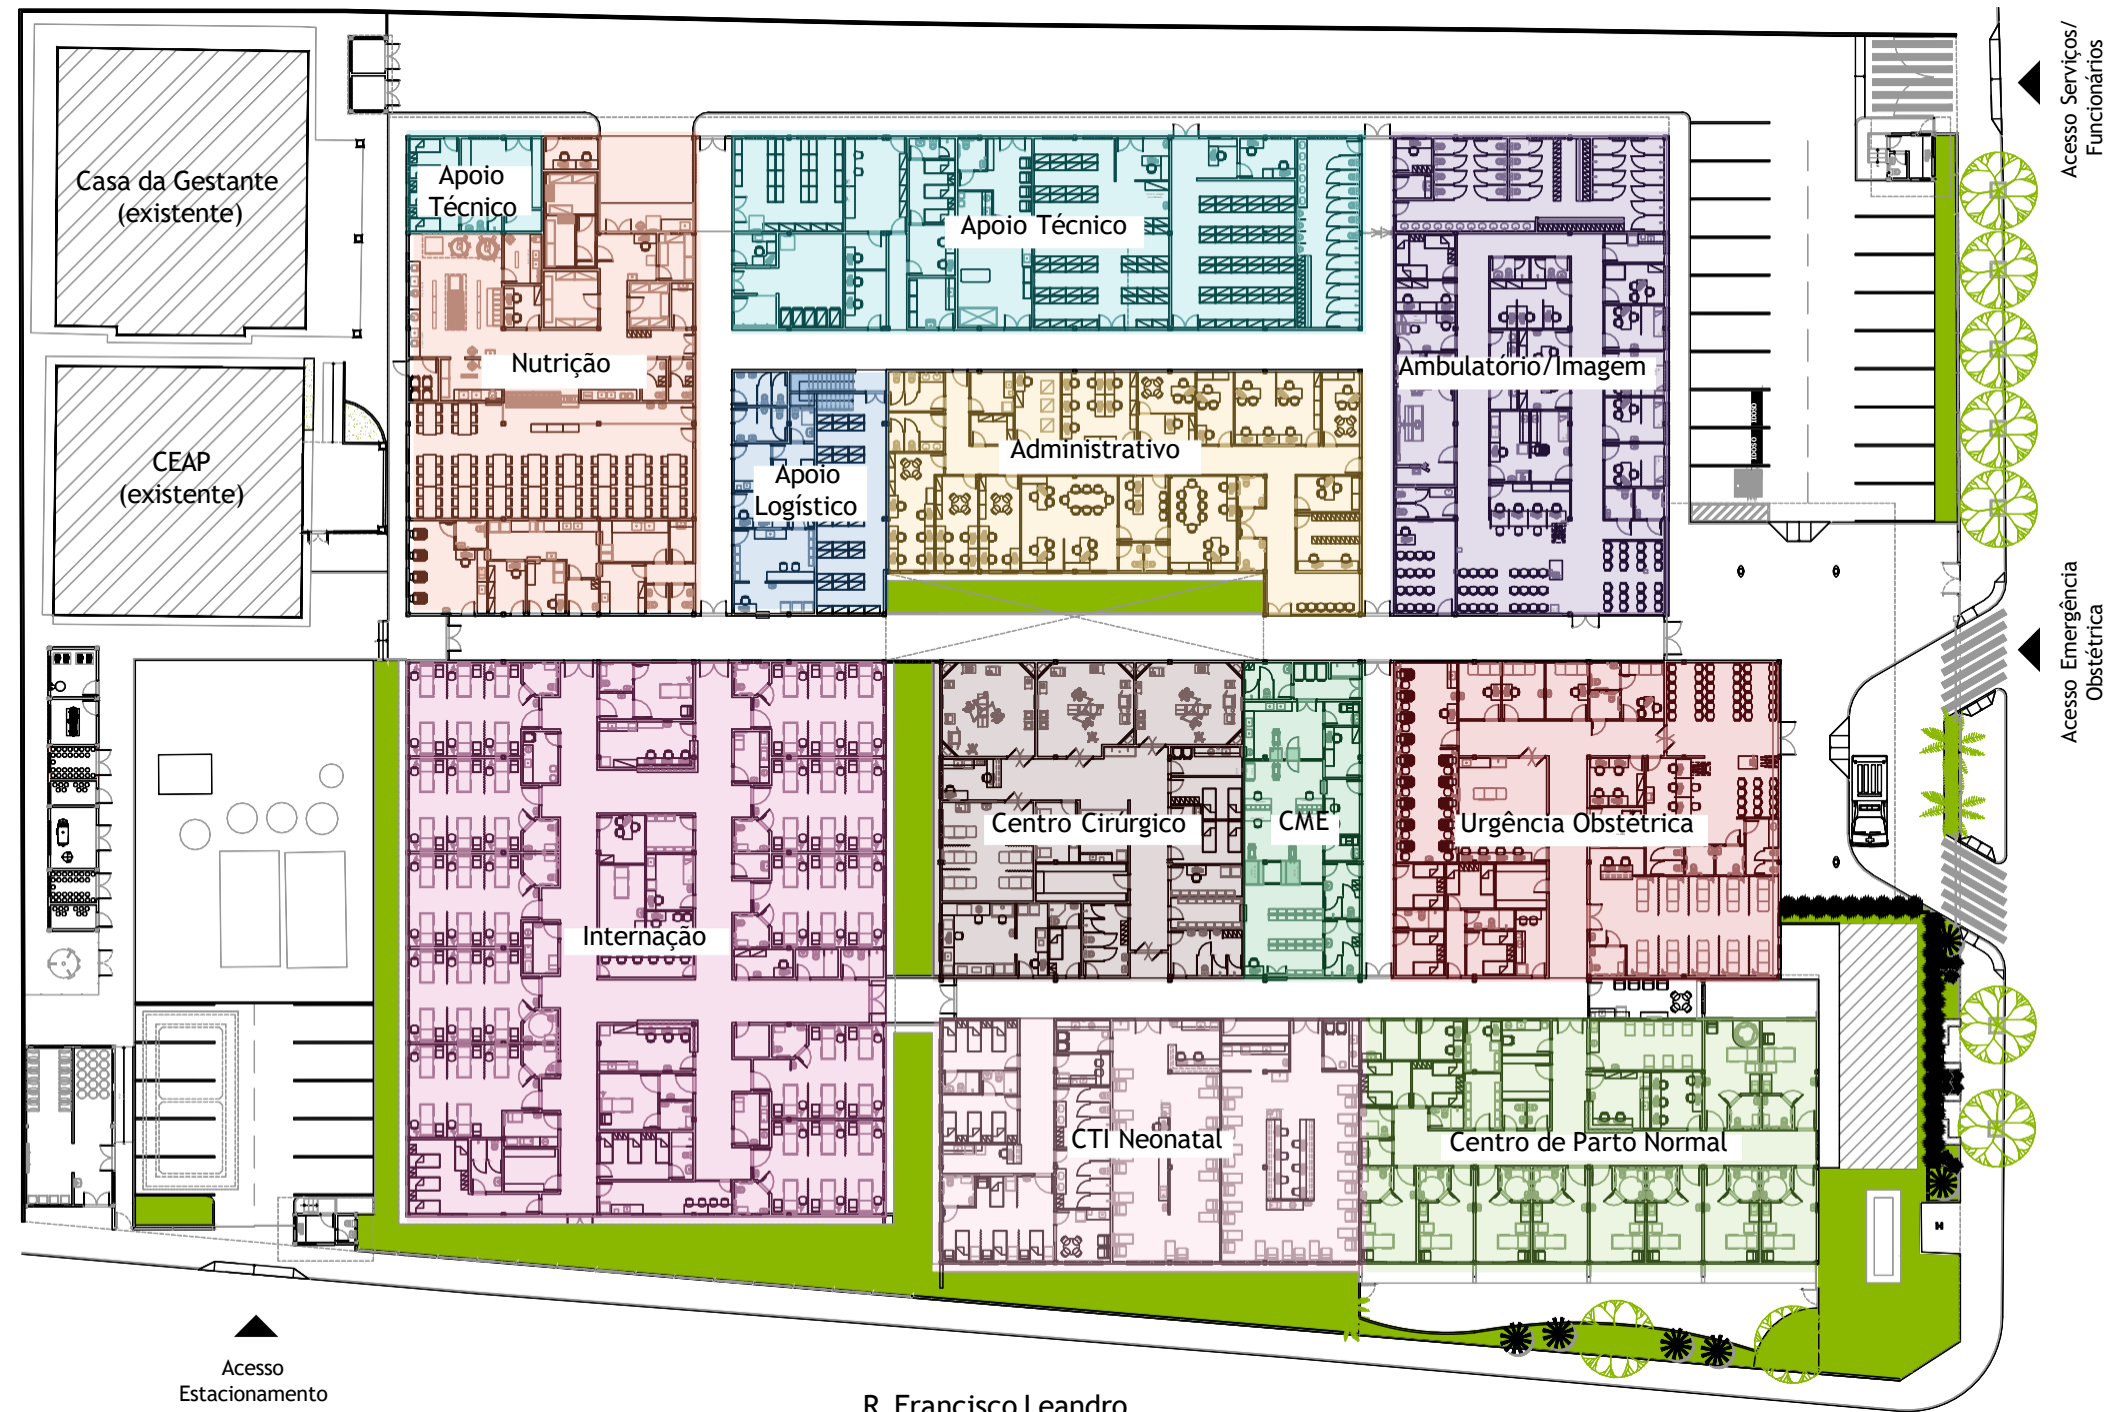 Acesso Serviços/
Funcionários
Casa da Gestante
(existente)
Apoio
Técnico
Apoio Técnico
Nutrição
Ambulatório/Imagem
CEAP
(existente)
Apoio
Logístico
Administrativo
Acesso Emergência
Obstétrica
Centro Cirúrgico
CME
Urgência Obstétrica
Internação
CTI Neonatal
Centro de Parto Normal
H
Acesso
Estacionamento
R. Francisco Leandro